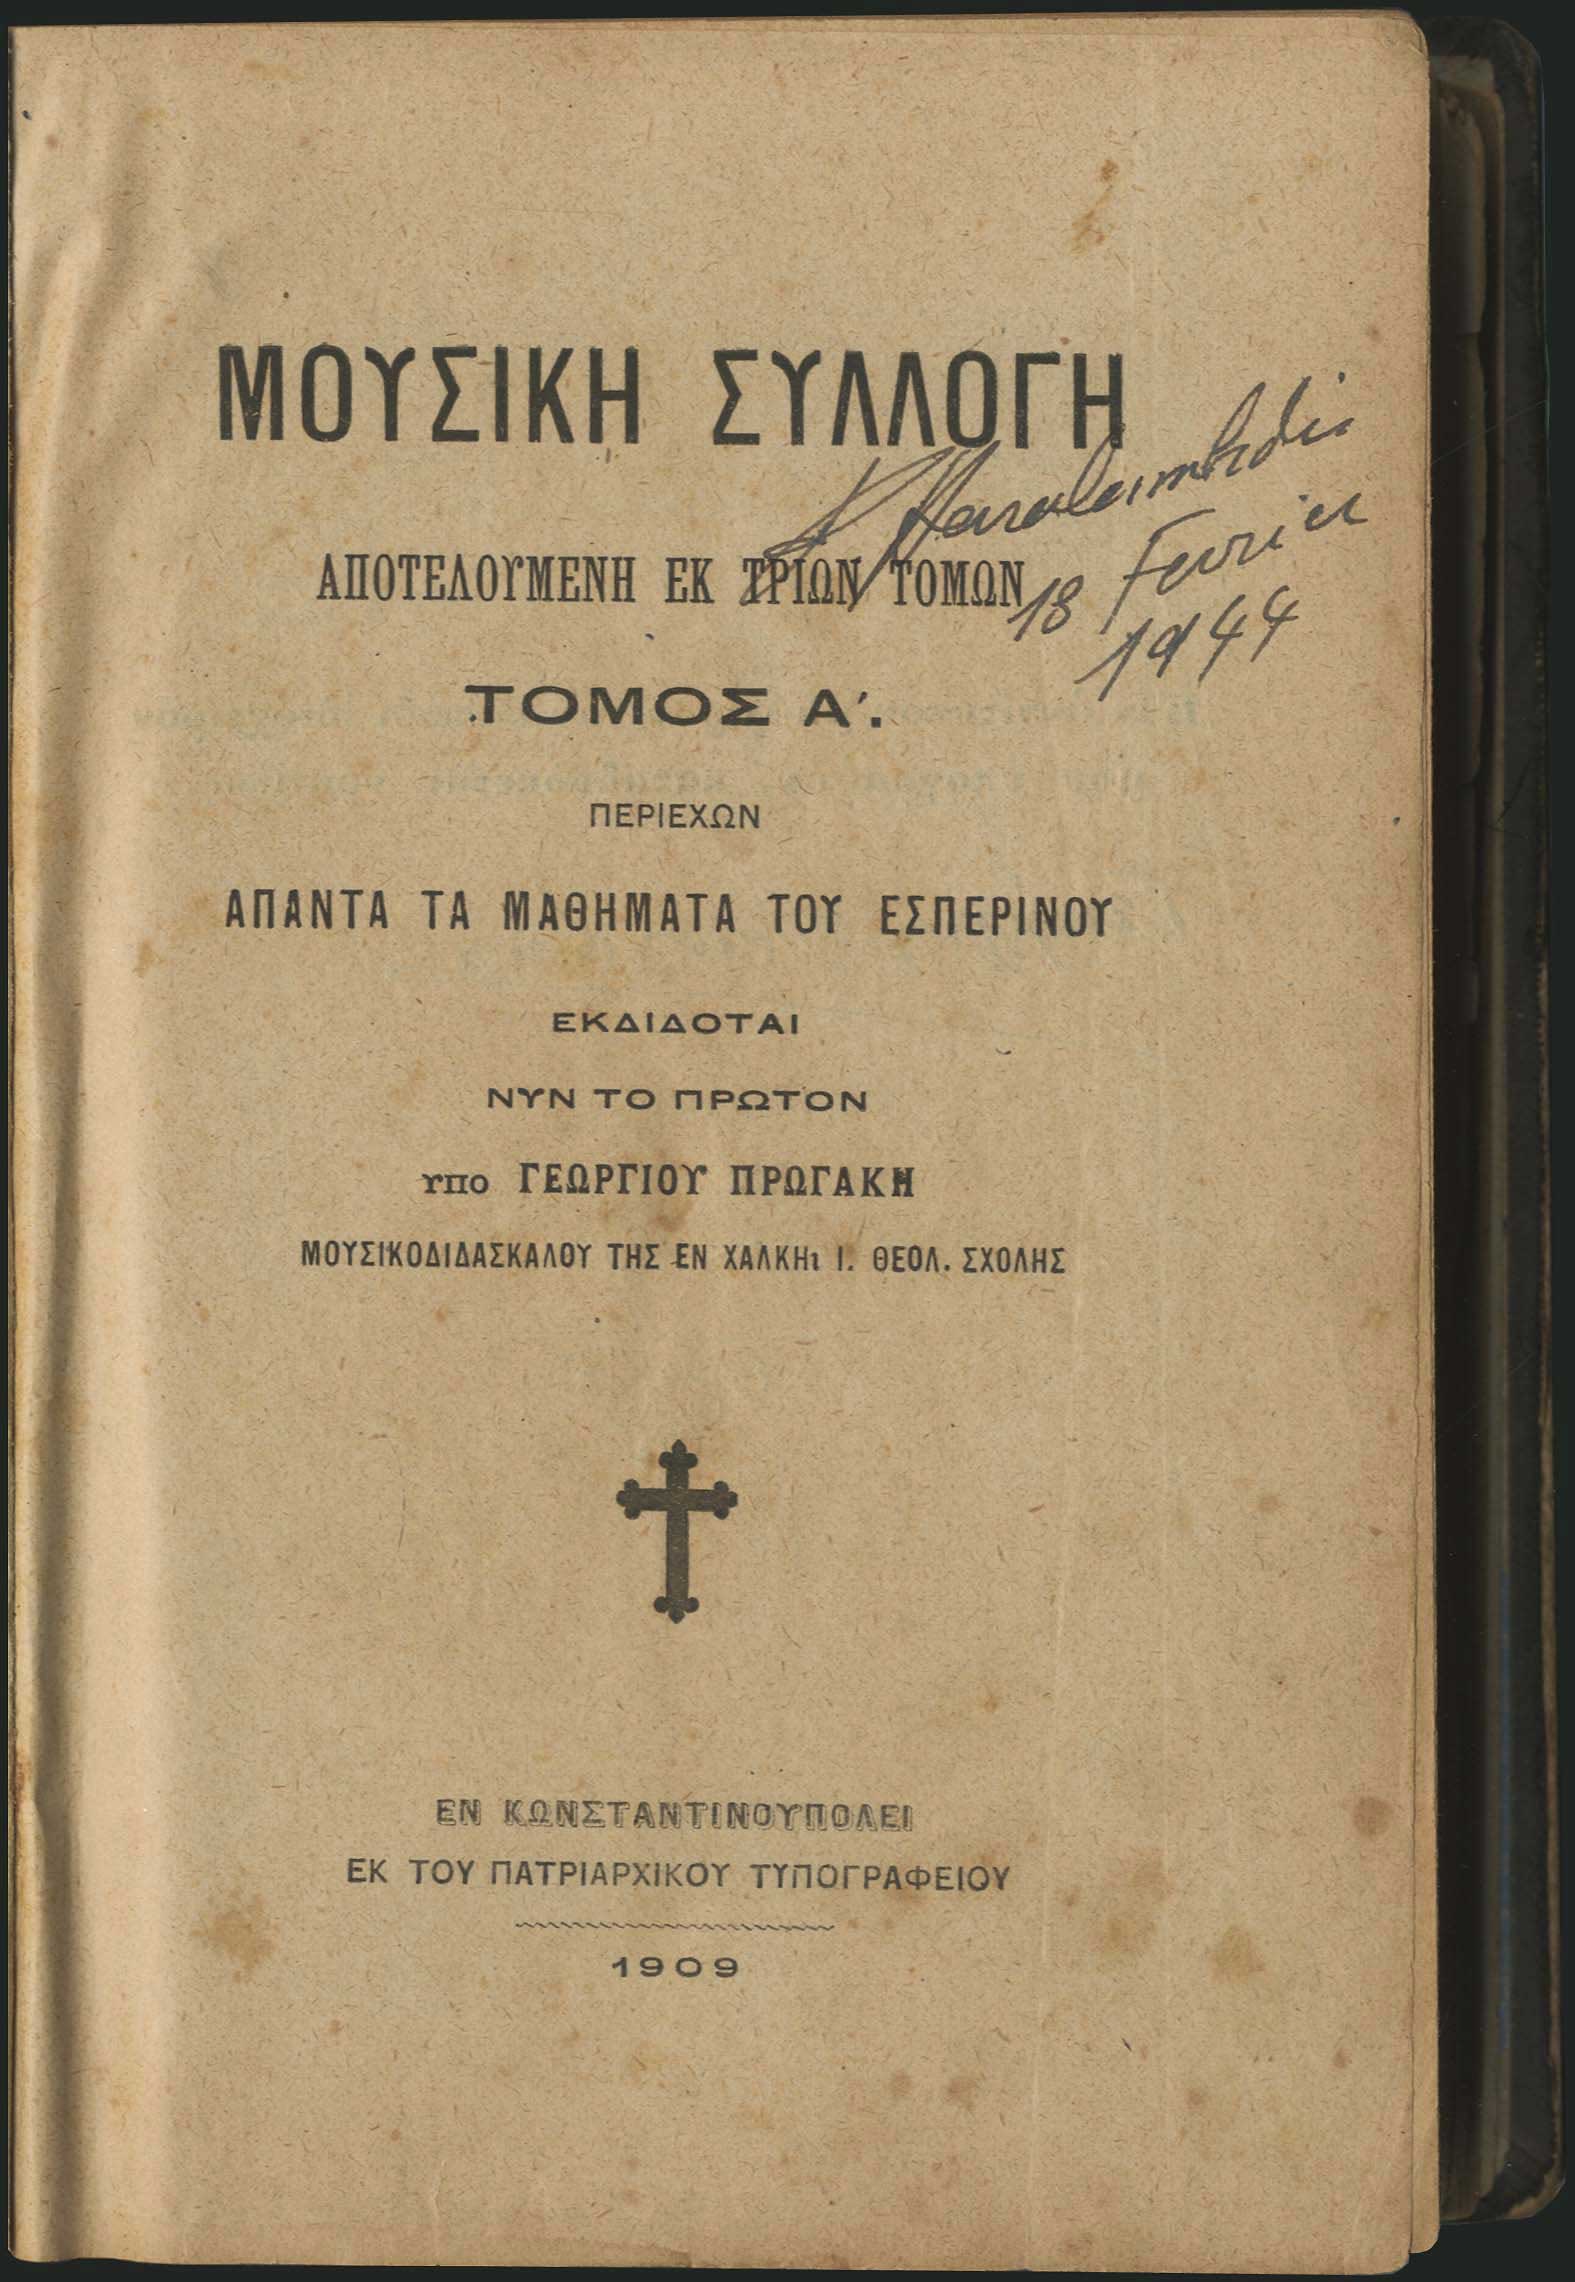 ΜΟΥΣΙΚΗ ΣΥΛΛΟΓΗ
ΑΠΟΤΕΛΟΥΜΕΝΗ ΕΚ ΤΡΙΩΝ ΤΟΜΩΝ
18
1944
ΤΟΜΟΣ Α΄.
ΠΕΡΙΕΧΩΝ
ΑΠΑΝΤΑ ΤΑ ΜΑΘΗΜΑΤΑ ΤΟΥ ΕΣΠΕΡΙΝΟΥ
ΕΚΔΙΔΟΤΑΙ
ΝΥΝ ΤΟ ΠΡΩΤΟΝ
ΥΠΟ ΓΕΩΡΓΙΟΥ ΠΡΩΓΑΚΗ
ΜΟΥΣΙΚΟΔΙΔΑΣΚΑΛΟΥ ΤΗΣ ΕΝ ΧΑΛΚΗι Ι. ΘΕΟΛ. ΣΧΟΛΗΣ
ΕΝ ΚΩΝΣΤΑΝΤΙΝΟΥΠΟΛΕΙ
ΕΚ ΤΟΥ ΠΑΤΡΙΑΡΧΙΚΟΥ ΤΥΠΟΓΡΑΦΕΙΟΥ
1909